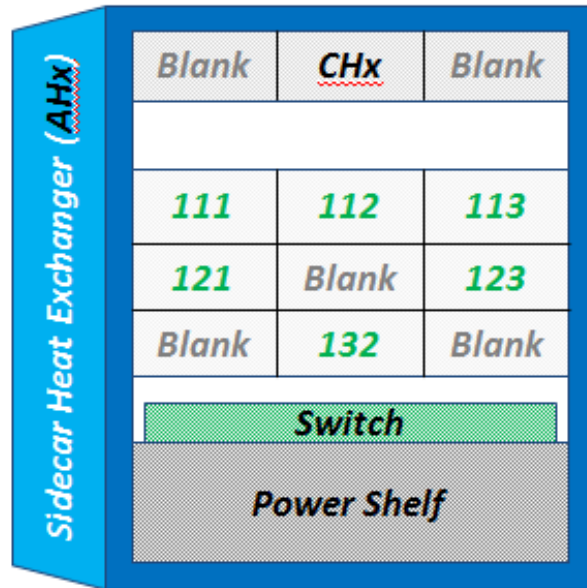 Sidecar Heat Exchanger (AHx)
Blank CHx Blank
111 112 113
121 Blank 123
Blank 132 Blank
Switch
Power Shelf